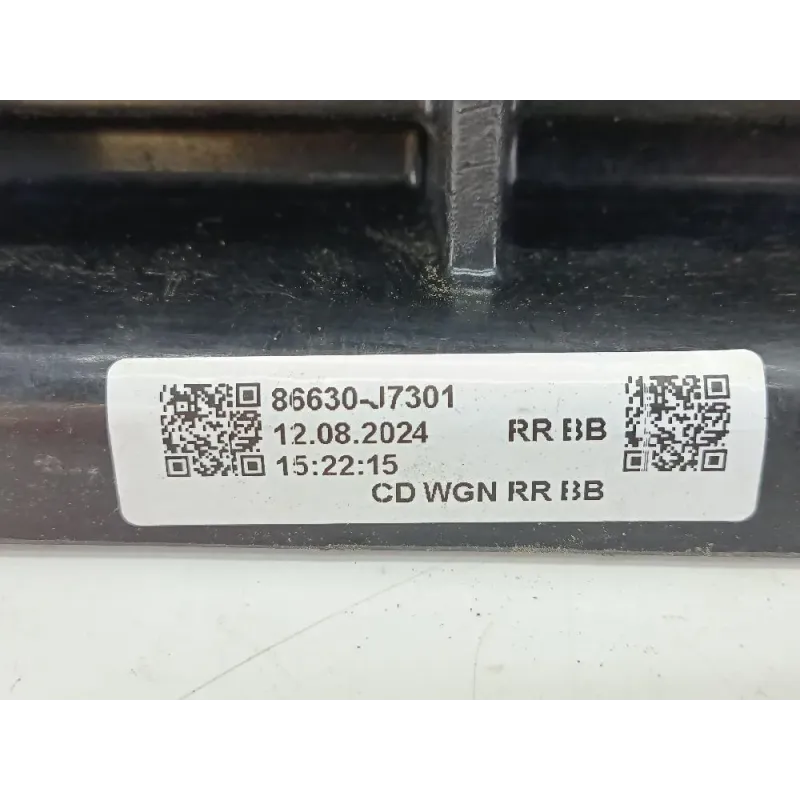 86630-J7301
12.08.2024 RR BB
15:22:15
CD WGN RR BB